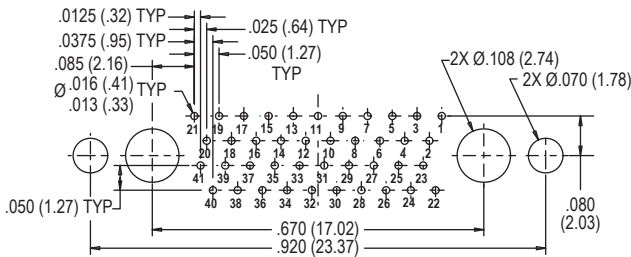 .0125 (.32) TYP
.025 (.64) TYP
.0375 (.95) TYP
.050 (1.27)
TYP
.085 (2.16)
Ø .016 (.41) TYP
.013 (.33)
2X Ø.108 (2.74)
2X Ø.070 (1.78)
21 19 17 15 13 11 9 7 5 3 1
20 18 16 14 12 10 8 6 4 2
41 39 37 35 33 31 29 27 25 23
40 38 36 34 32 30 28 26 24 22
.050 (1.27) TYP
.080
(2.03)
.670 (17.02)
.920 (23.37)